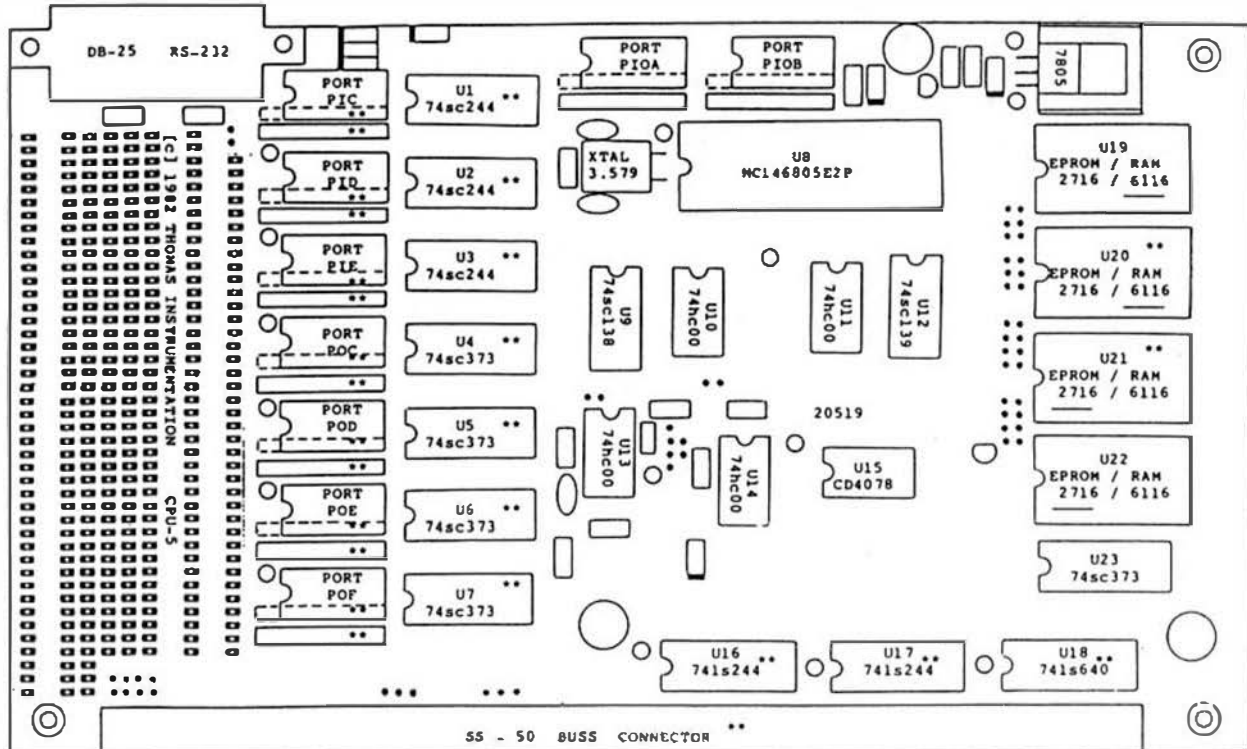 DB-25 RS-232
PORT
PIC
U1 **
74sc244
**
**
PORT
PIOA
PORT
PIOB
7805
XTAL
3.579
U8
MC146805E2P
U19
EPROM / RAM
2716 / 6116
[c] 1982 THOMAS INSTRUMENTATION CPU-5
PORT
PID
**
**
U2 **
74sc244
PORT
PIE
**
**
U3 **
74sc244
U9
74sc138
U10
74hc00
U11
74hc00
U12
74sc139
U20 **
EPROM / RAM
2716 / 6116
PORT
POC
**
**
U4 **
74sc373
U21 **
EPROM / RAM
2716 / 6116
PORT
POD
**
**
U5 **
74sc373
U13
74hc00
U14
74hc00
20519
U15
CD4078
U22
EPROM / RAM
2716 / 6116
PORT
POE
**
**
U6 **
74sc373
U23
74sc373
PORT
POF
**
**
U7 **
74sc373
U16 **
74ls244
U17 **
74ls244
U18 **
74ls640
SS - 50 BUSS CONNECTOR **